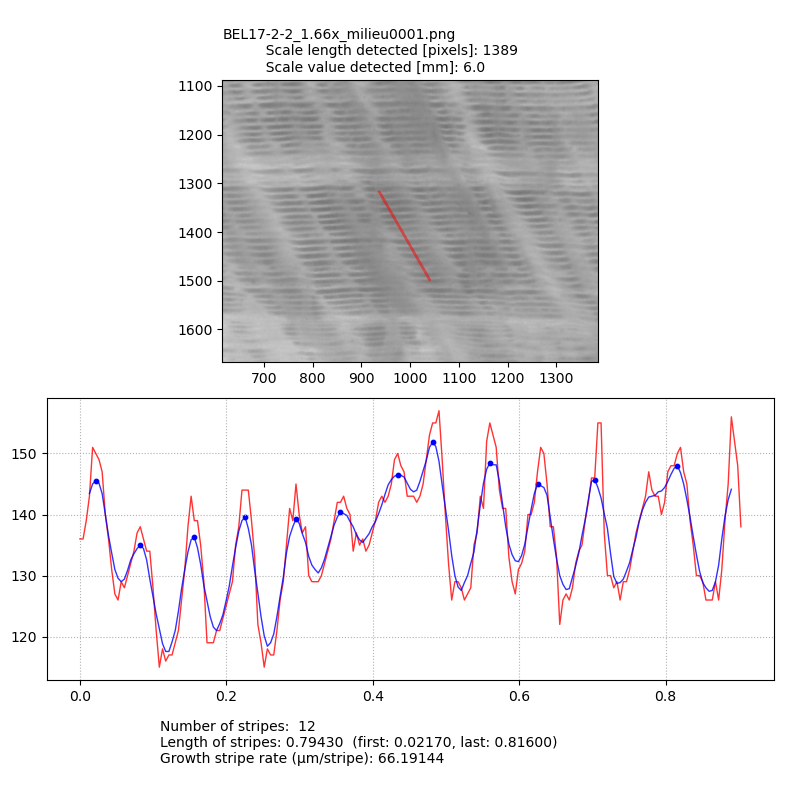 BEL17-2-2_1.66x_milieu0001.png
Scale length detected [pixels]: 1389
Scale value detected [mm]: 6.0
1100
1200
1300
1400
1500
1600
700 800 900 1000 1100 1200 1300
150
140
130
120
0.0 0.2 0.4 0.6 0.8
Number of stripes:  12
Length of stripes: 0.79430  (first: 0.02170, last: 0.81600)
Growth stripe rate (µm/stripe): 66.19144